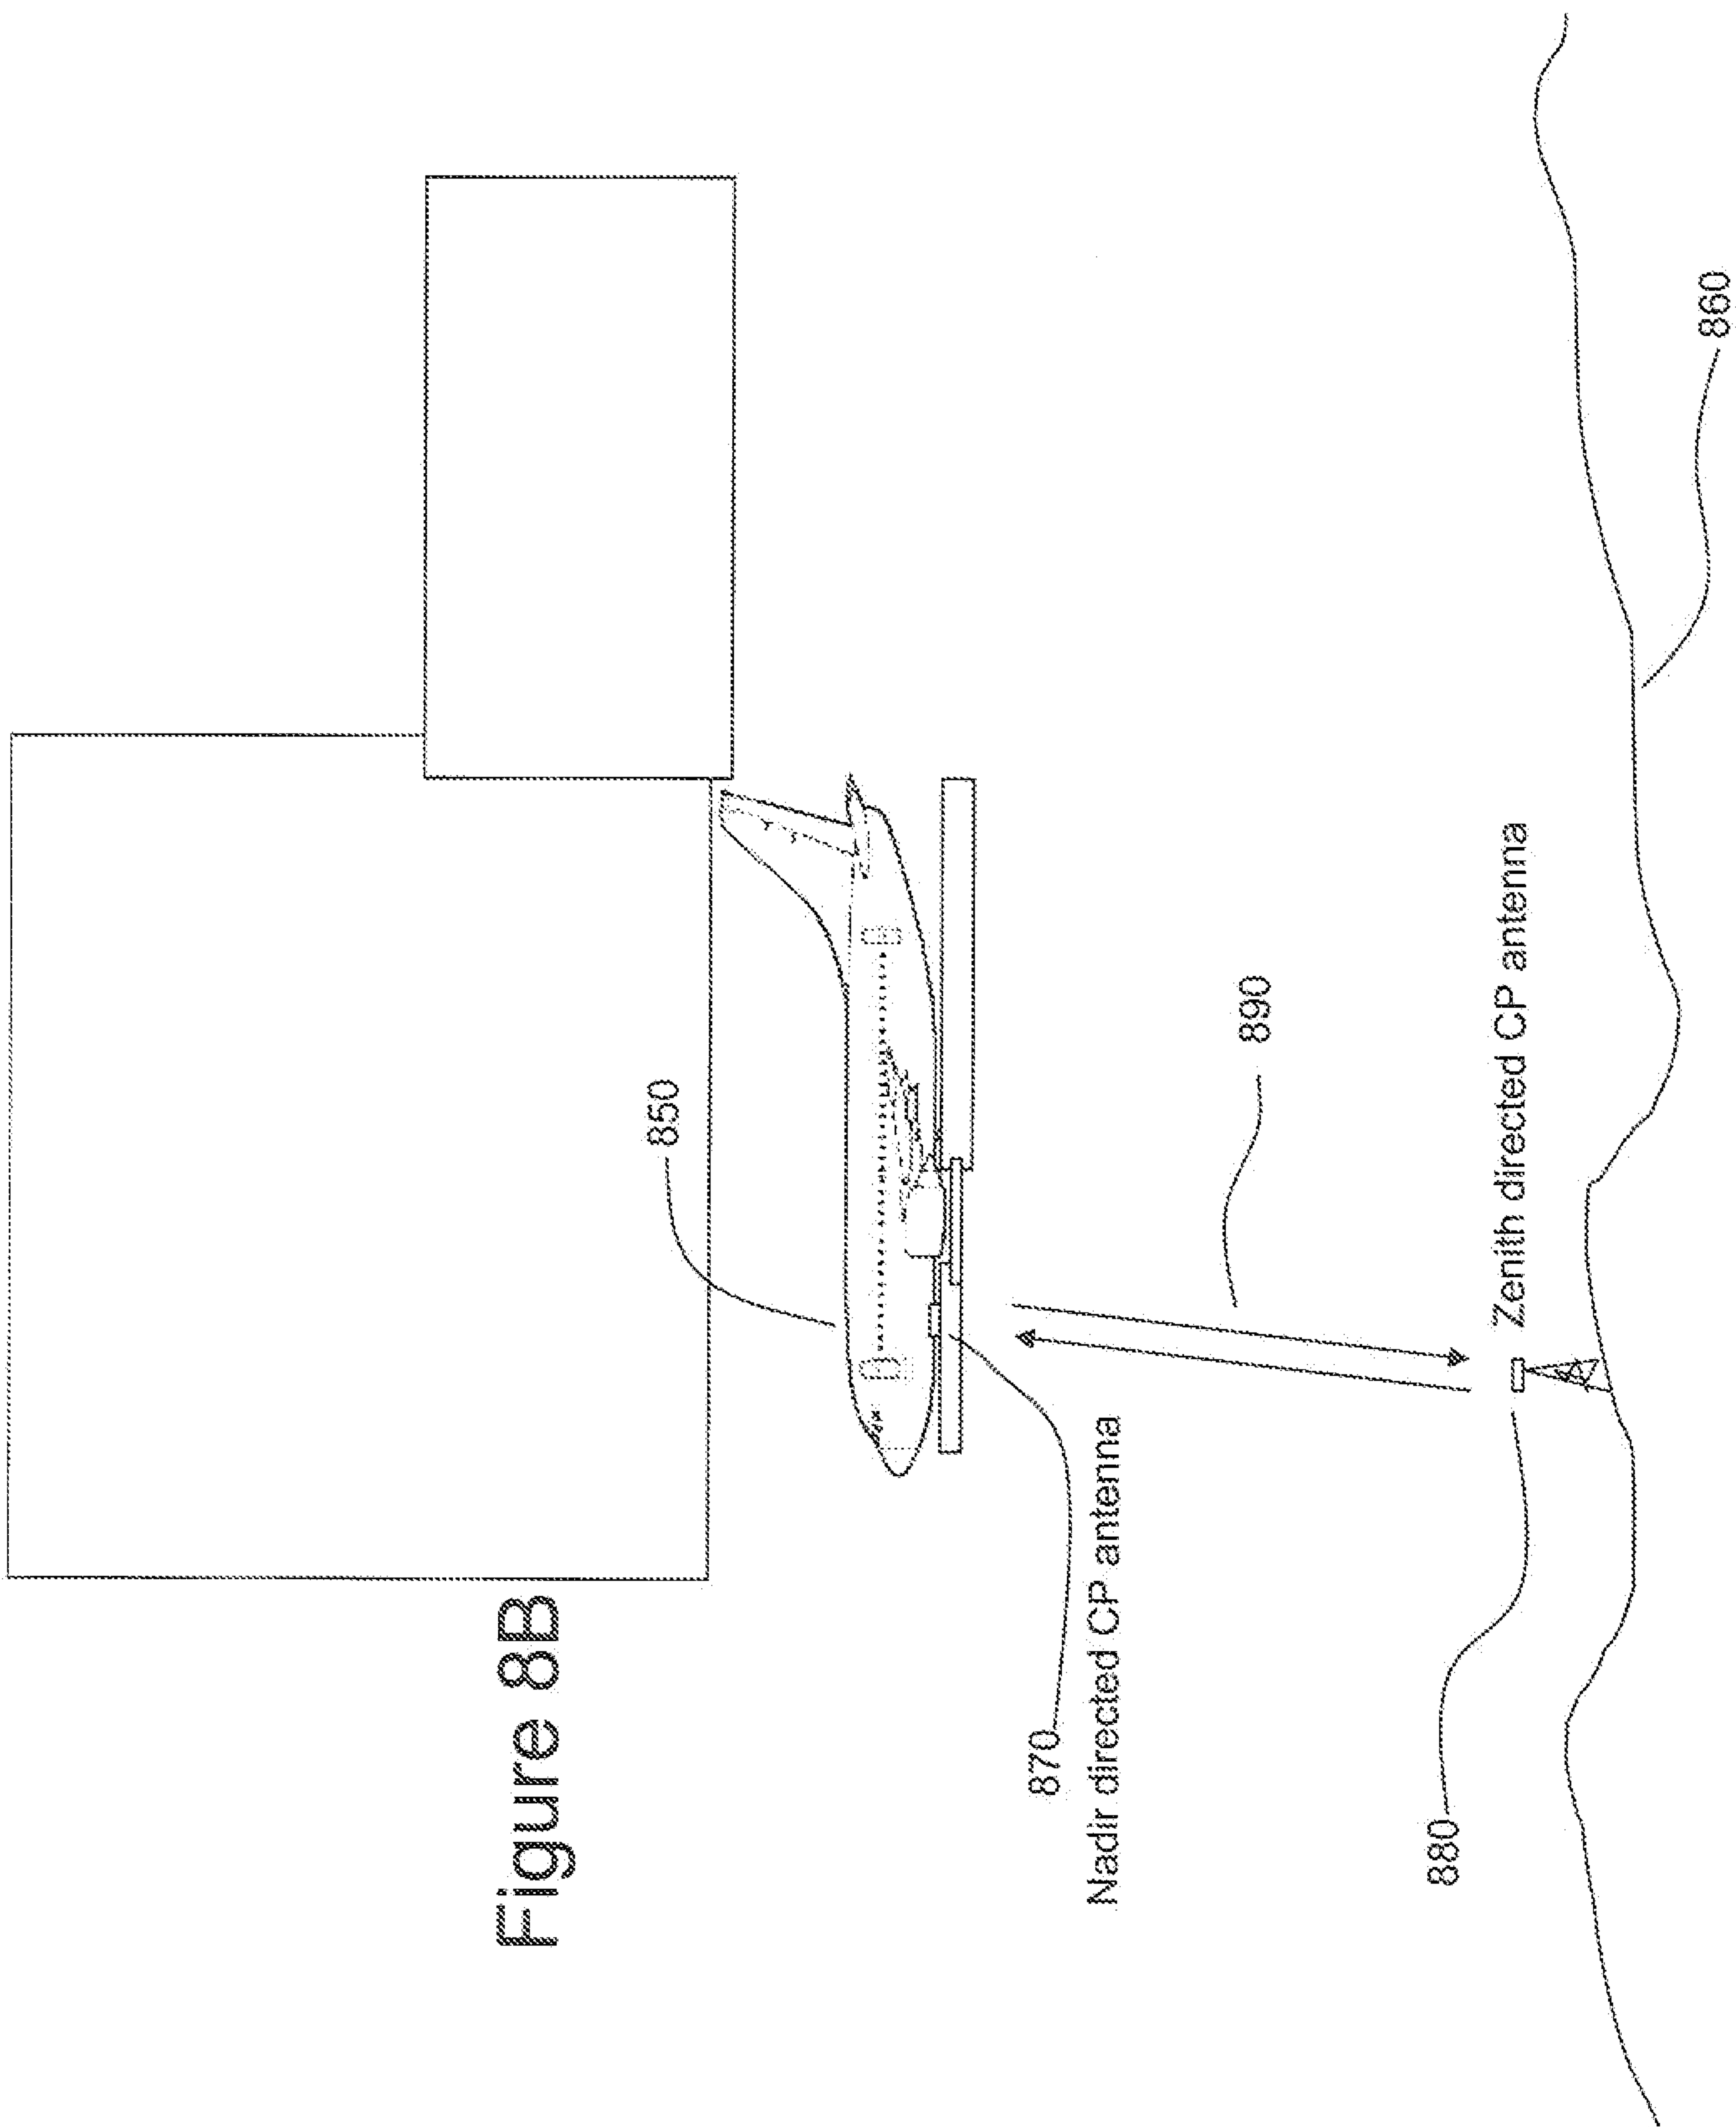 Figure 8B
850
870
Nadir directed CP antenna
890
880
Zenith directed CP antenna
860